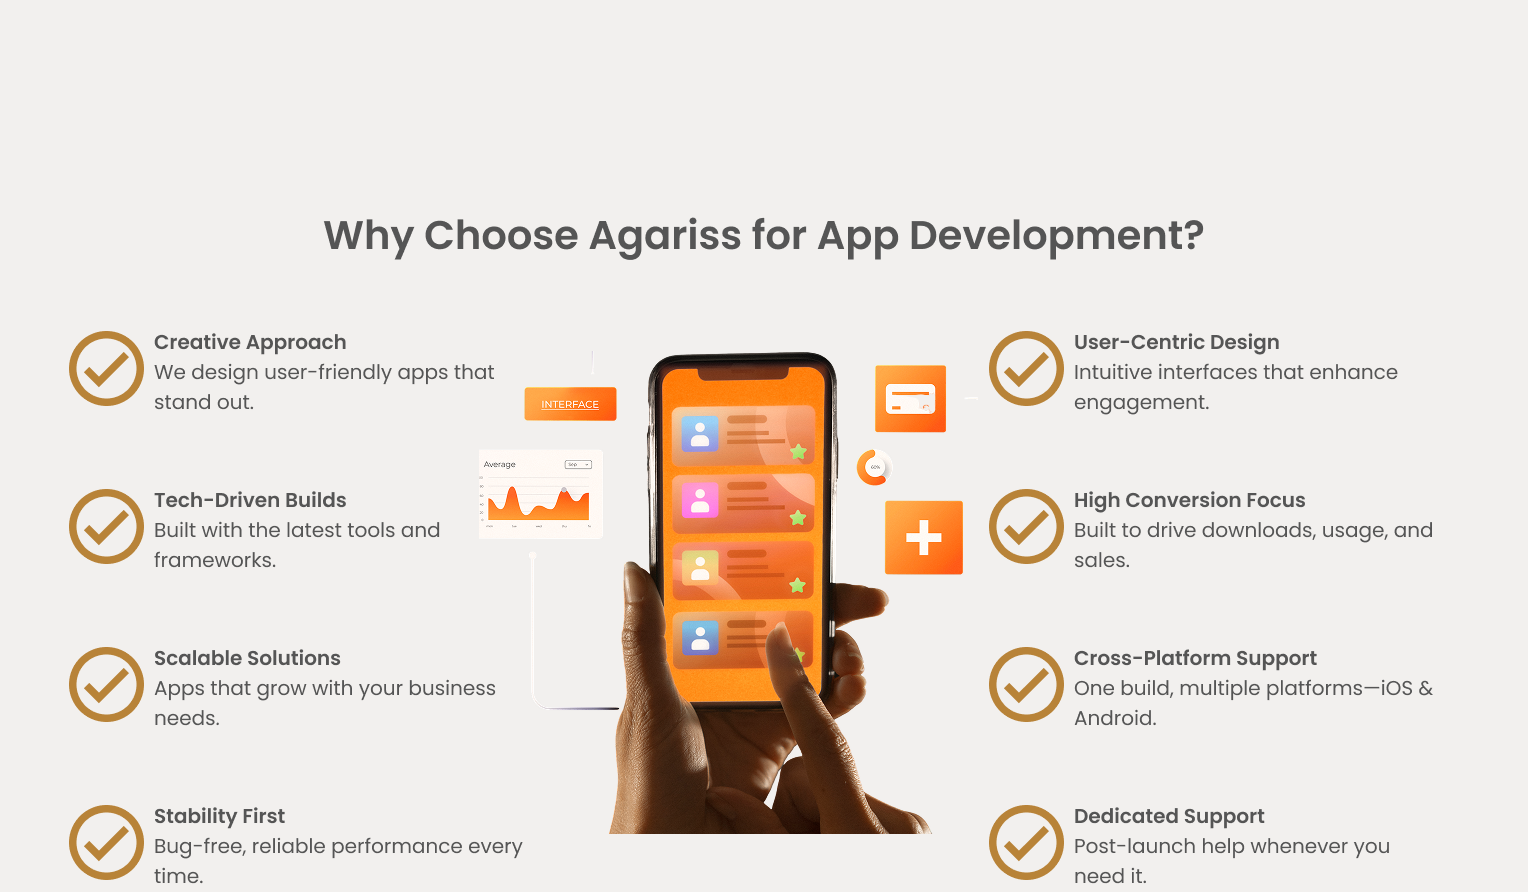 Why Choose Agariss for App Development?
Creative Approach
We design user-friendly apps that
stand out.
Tech-Driven Builds
Built with the latest tools and
frameworks.
Scalable Solutions
Apps that grow with your business
needs.
Stability First
Bug-free, reliable performance every
time.
INTERFACE
Average
Sep
60%
User-Centric Design
Intuitive interfaces that enhance
engagement.
High Conversion Focus
Built to drive downloads, usage, and
sales.
Cross-Platform Support
One build, multiple platforms—iOS &
Android.
Dedicated Support
Post-launch help whenever you
need it.